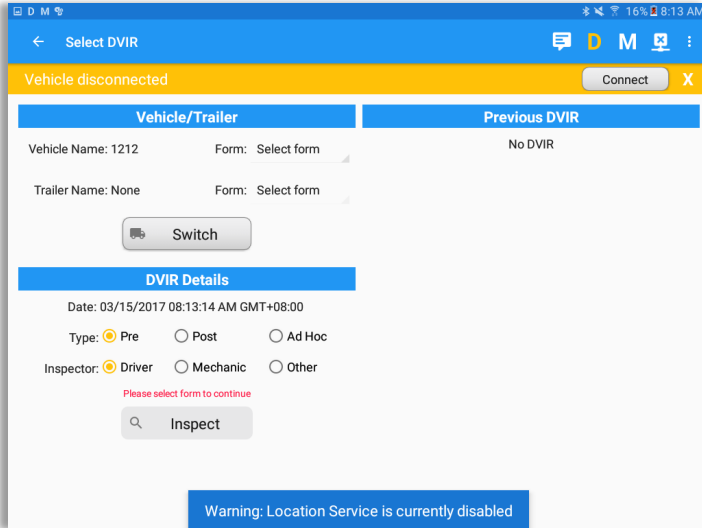 D M 16% 8:13 AM
Select DVIR D M
Vehicle disconnected Connect X
Vehicle/Trailer
Vehicle Name: 1212 Form: Select form
Trailer Name: None Form: Select form
Switch
DVIR Details
Date: 03/15/2017 08:13:14 AM GMT+08:00
Type: Pre Post Ad Hoc
Inspector: Driver Mechanic Other
Please select form to continue
Inspect
Previous DVIR
No DVIR
Warning: Location Service is currently disabled